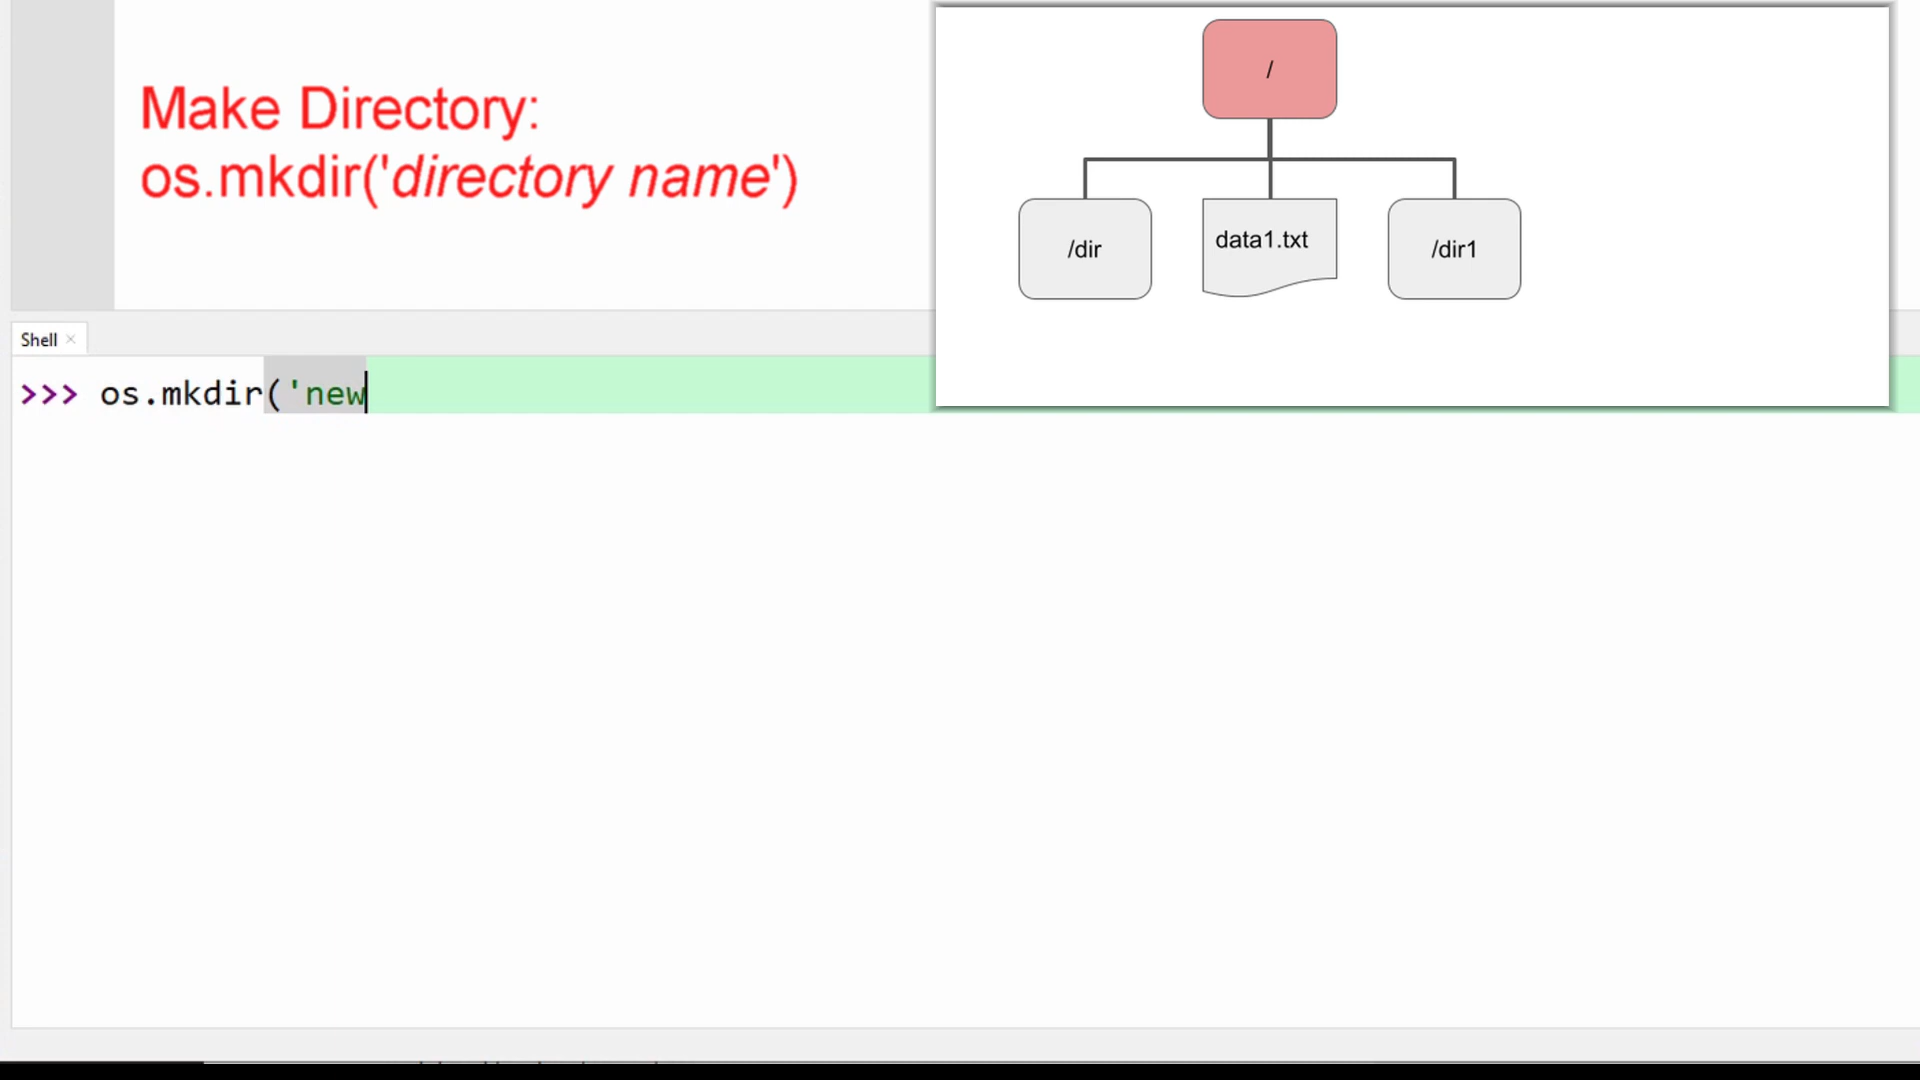 Make Directory:
os.mkdir('directory name')
/
/dir
data1.txt
/dir1
Shell ×
>>> os.mkdir('new